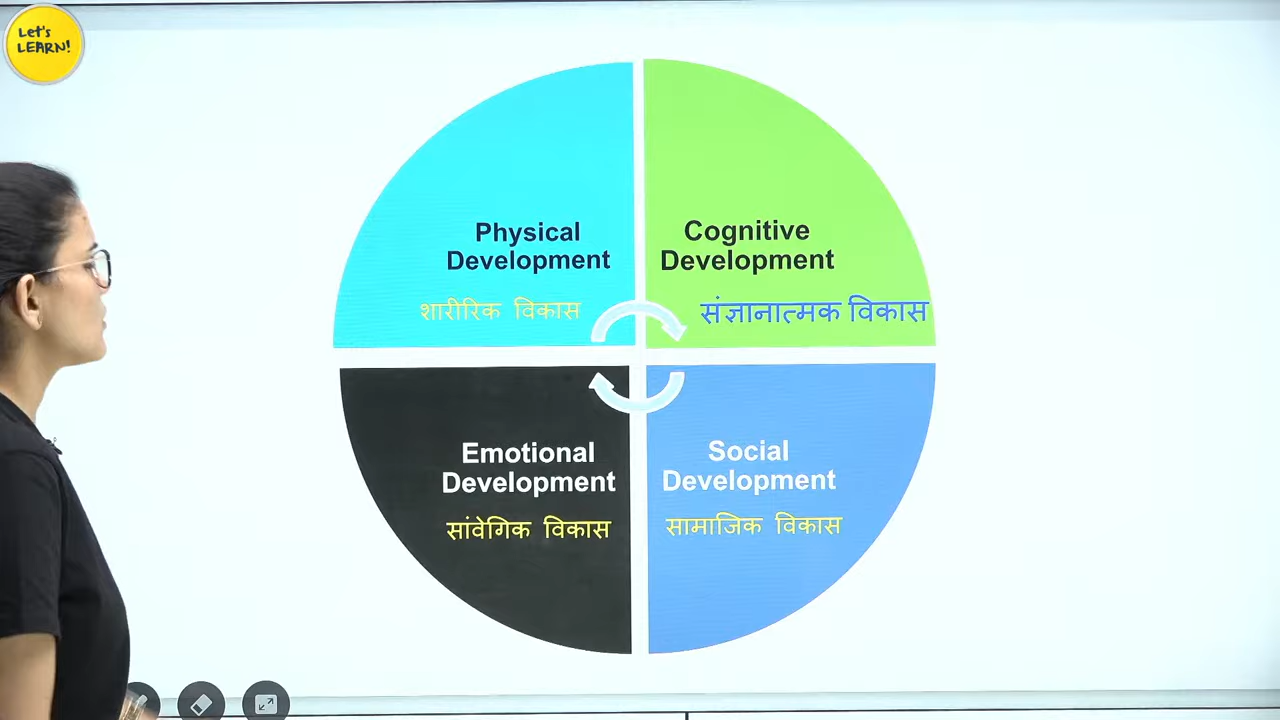 Let's
LEARN!
Physical
Development
शारीरिक विकास
Cognitive
Development
संज्ञानात्मक विकास
Emotional
Development
सांवेगिक विकास
Social
Development
सामाजिक विकास